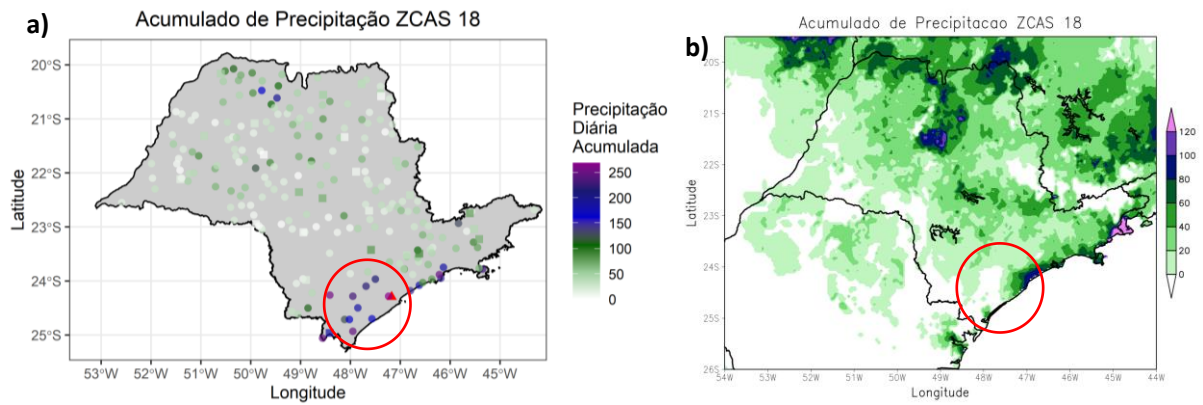 a)
Acumulado de Precipitação ZCAS 18
20°S
21°S
22°S
23°S
24°S
25°S
Latitude
53°W 52°W 51°W 50°W 49°W 48°W 47°W 46°W 45°W
Longitude
Precipitação
Diária
Acumulada
250
200
150
100
50
0
b)
Acumulado de Precipitacao ZCAS 18
20S
21S
22S
23S
24S
25S
26S
Latitude
54W 53W 52W 51W 50W 49W 48W 47W 46W 45W 44W
Longitude
120
100
80
60
40
20
0